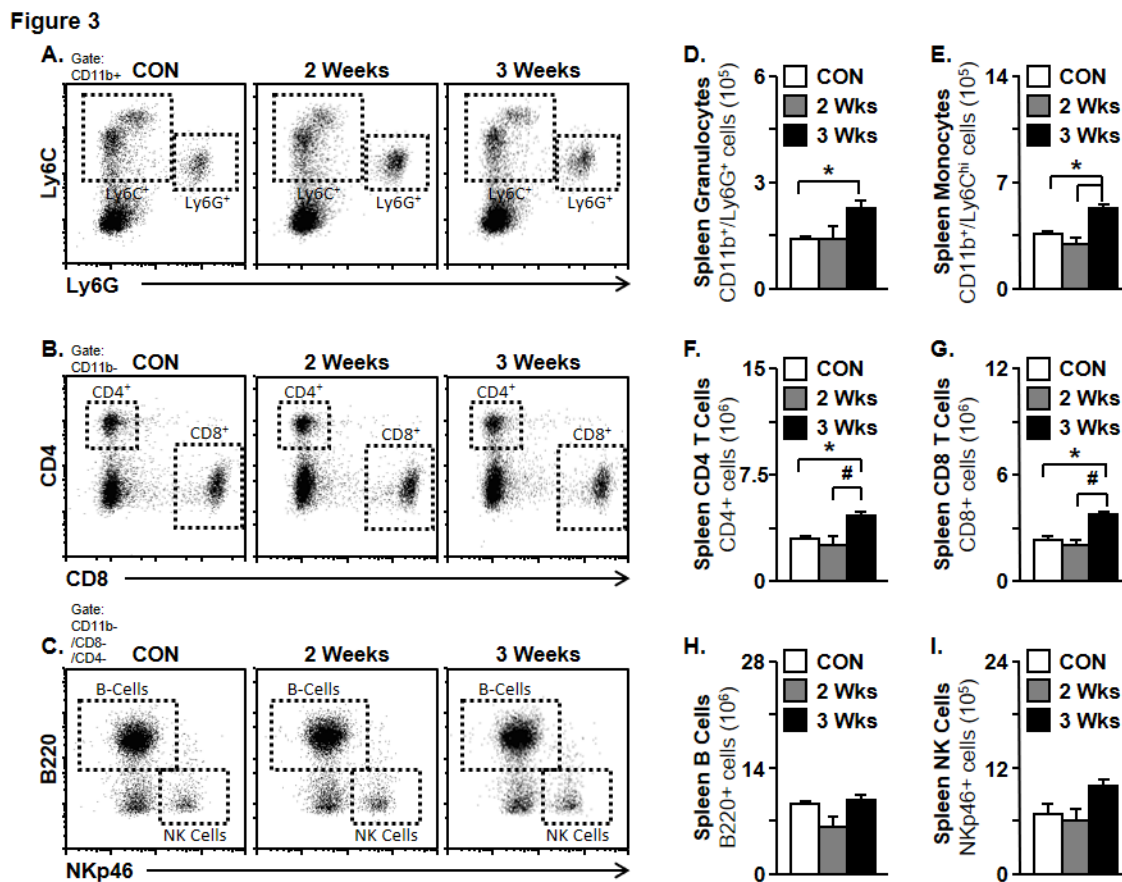 Figure 3
A.
Gate:
CD11b+
CON
2 Weeks
3 Weeks
Ly6C
Ly6C⁺
Ly6G⁺
Ly6C⁺
Ly6G⁺
Ly6C⁺
Ly6G⁺
Ly6G
B.
Gate:
CD11b-
CON
2 Weeks
3 Weeks
CD4
CD4⁺
CD8⁺
CD4⁺
CD8⁺
CD4⁺
CD8⁺
CD8
C.
Gate:
CD11b-
/CD8-
/CD4-
CON
2 Weeks
3 Weeks
B220
B-Cells
NK Cells
B-Cells
NK Cells
B-Cells
NK Cells
NKp46
D.
Spleen Granulocytes
CD11b⁺/Ly6G⁺ cells (10⁵)
6
3
0
CON
2 Wks
3 Wks
*
E.
Spleen Monocytes
CD11b⁺/Ly6Cʰⁱ cells (10⁵)
14
7
0
CON
2 Wks
3 Wks
*
F.
Spleen CD4 T Cells
CD4+ cells (10⁶)
15
7.5
0
CON
2 Wks
3 Wks
*
#
G.
Spleen CD8 T Cells
CD8+ cells (10⁶)
12
6
0
CON
2 Wks
3 Wks
*
#
H.
Spleen B Cells
B220+ cells (10⁶)
28
14
0
CON
2 Wks
3 Wks
I.
Spleen NK Cells
NKp46+ cells (10⁵)
24
12
0
CON
2 Wks
3 Wks